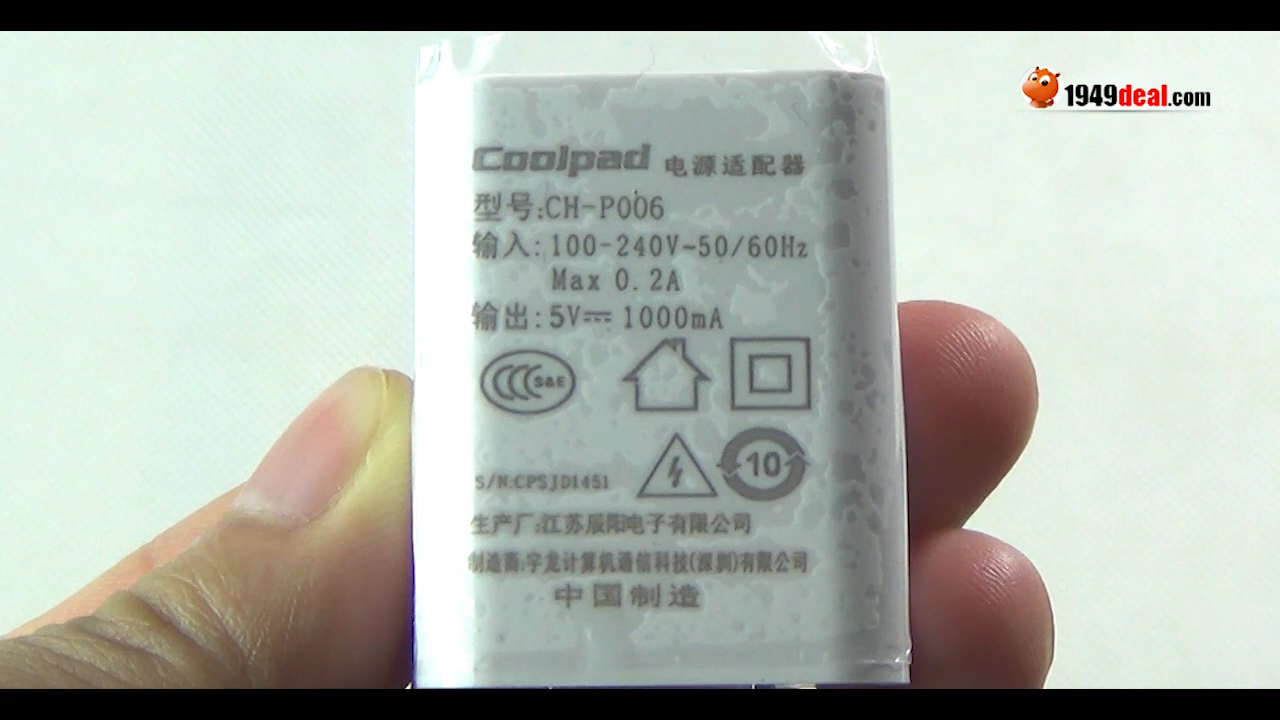 1949deal.com
Coolpad 电源适配器
型号:CH-P006
输入:100-240V~50/60Hz
Max 0.2A
输出:5V⎓1000mA
S&E
10
S/N:CPSJD1451
生产厂:江苏辰阳电子有限公司
制造商:宇龙计算机通信科技(深圳)有限公司
中国制造